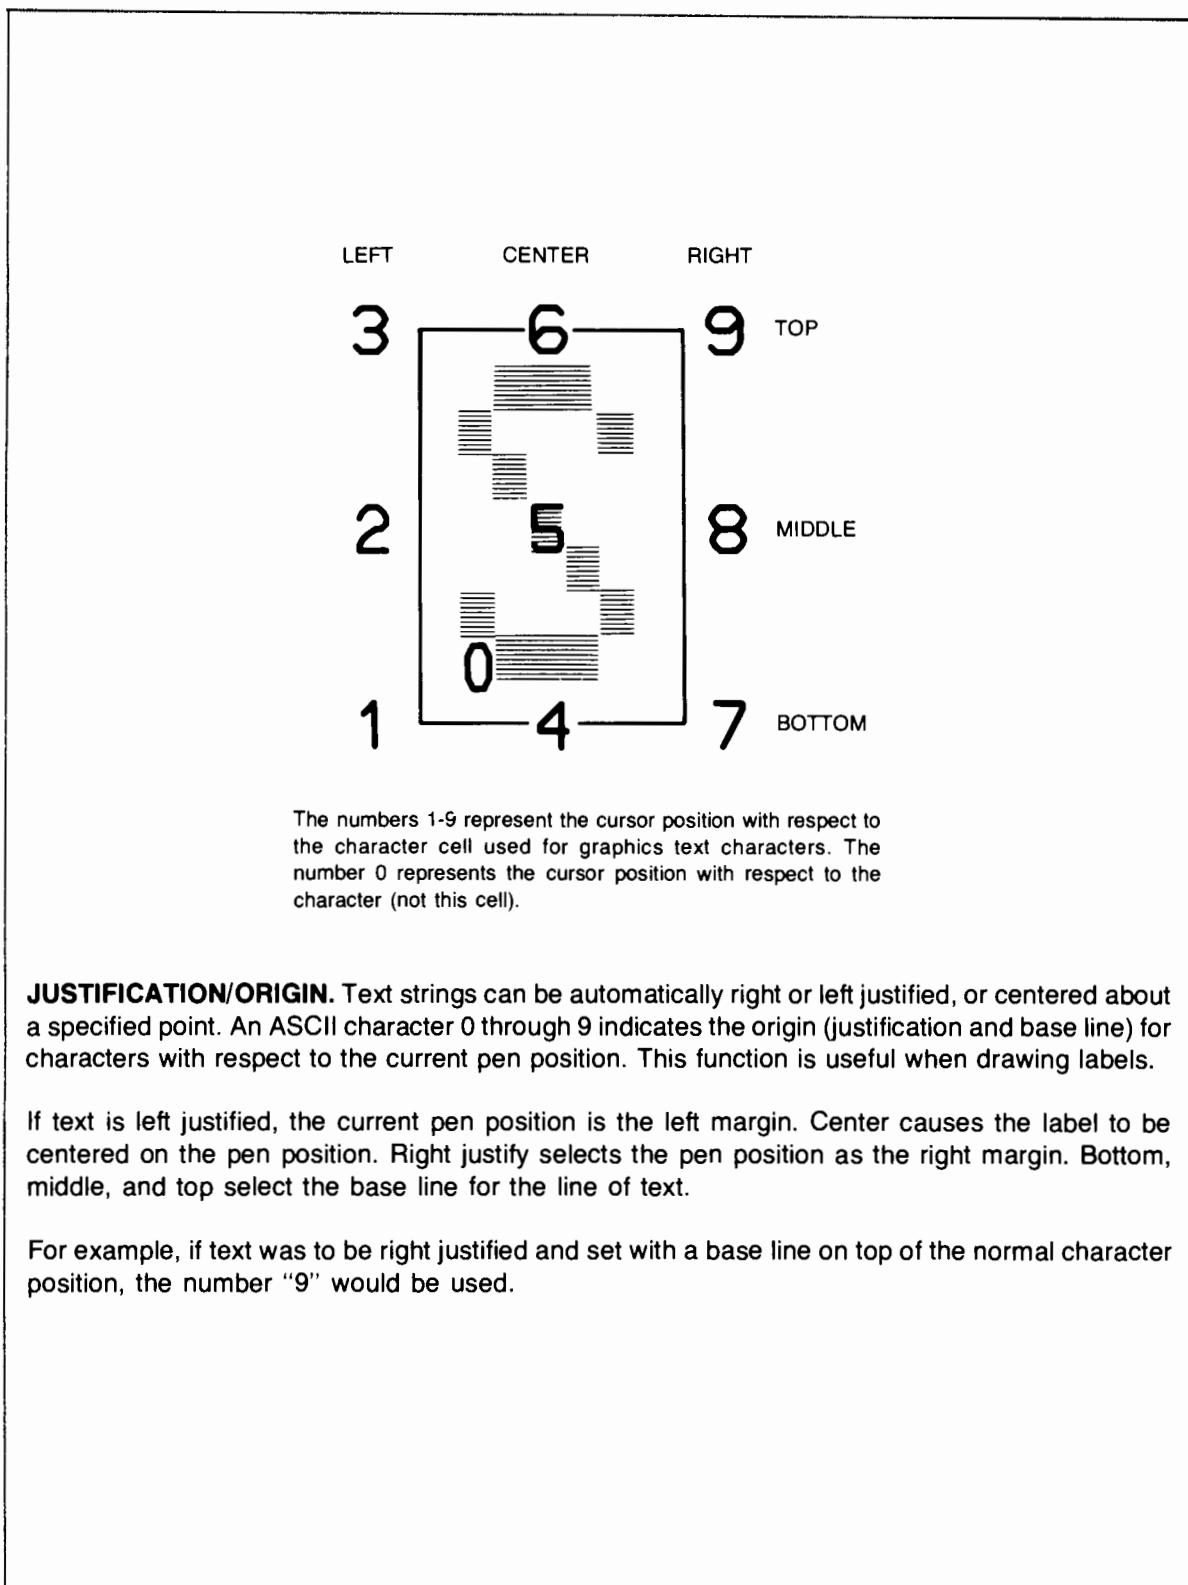 LEFT CENTER RIGHT
3 6 9 TOP
2 5 8 MIDDLE
0
1 4 7 BOTTOM
The numbers 1-9 represent the cursor position with respect to
the character cell used for graphics text characters. The
number 0 represents the cursor position with respect to the
character (not this cell).
JUSTIFICATION/ORIGIN. Text strings can be automatically right or left justified, or centered about
a specified point. An ASCII character 0 through 9 indicates the origin (justification and base line) for
characters with respect to the current pen position. This function is useful when drawing labels.
If text is left justified, the current pen position is the left margin. Center causes the label to be
centered on the pen position. Right justify selects the pen position as the right margin. Bottom,
middle, and top select the base line for the line of text.
For example, if text was to be right justified and set with a base line on top of the normal character
position, the number “9” would be used.